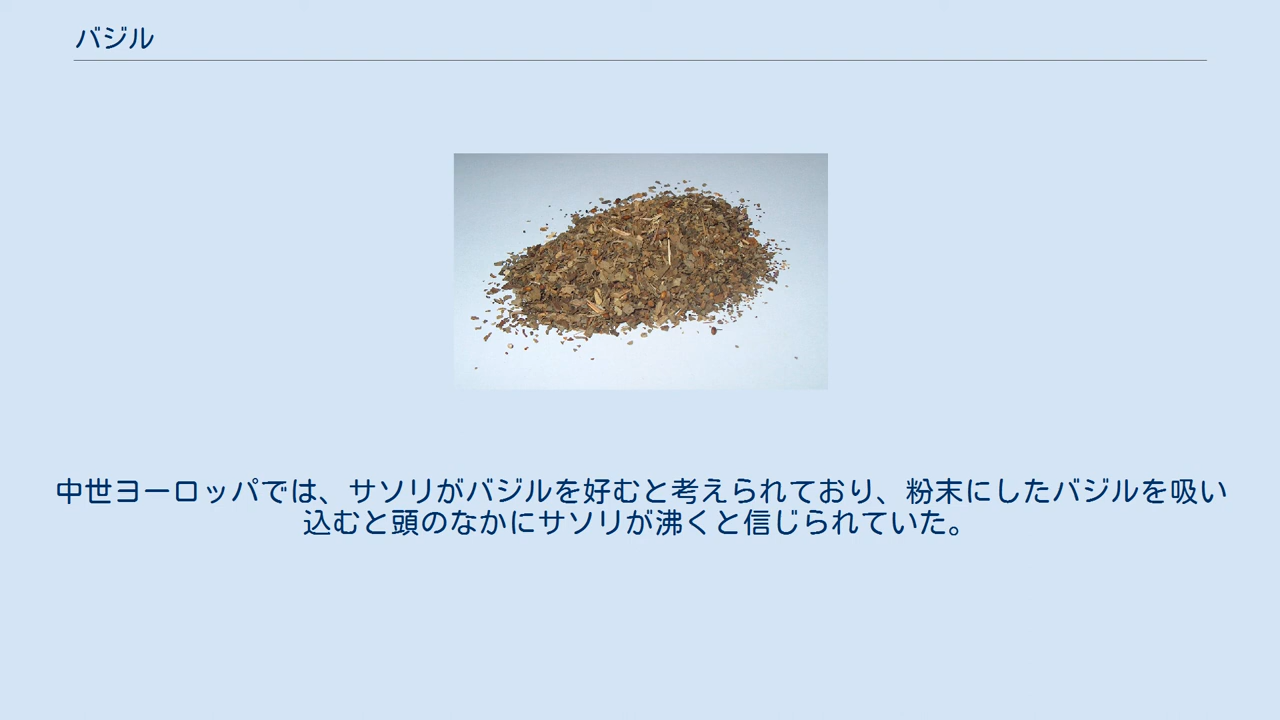 バジル
中世ヨーロッパでは、サソリがバジルを好むと考えられており、粉末にしたバジルを吸い
込むと頭のなかにサソリが沸くと信じられていた。